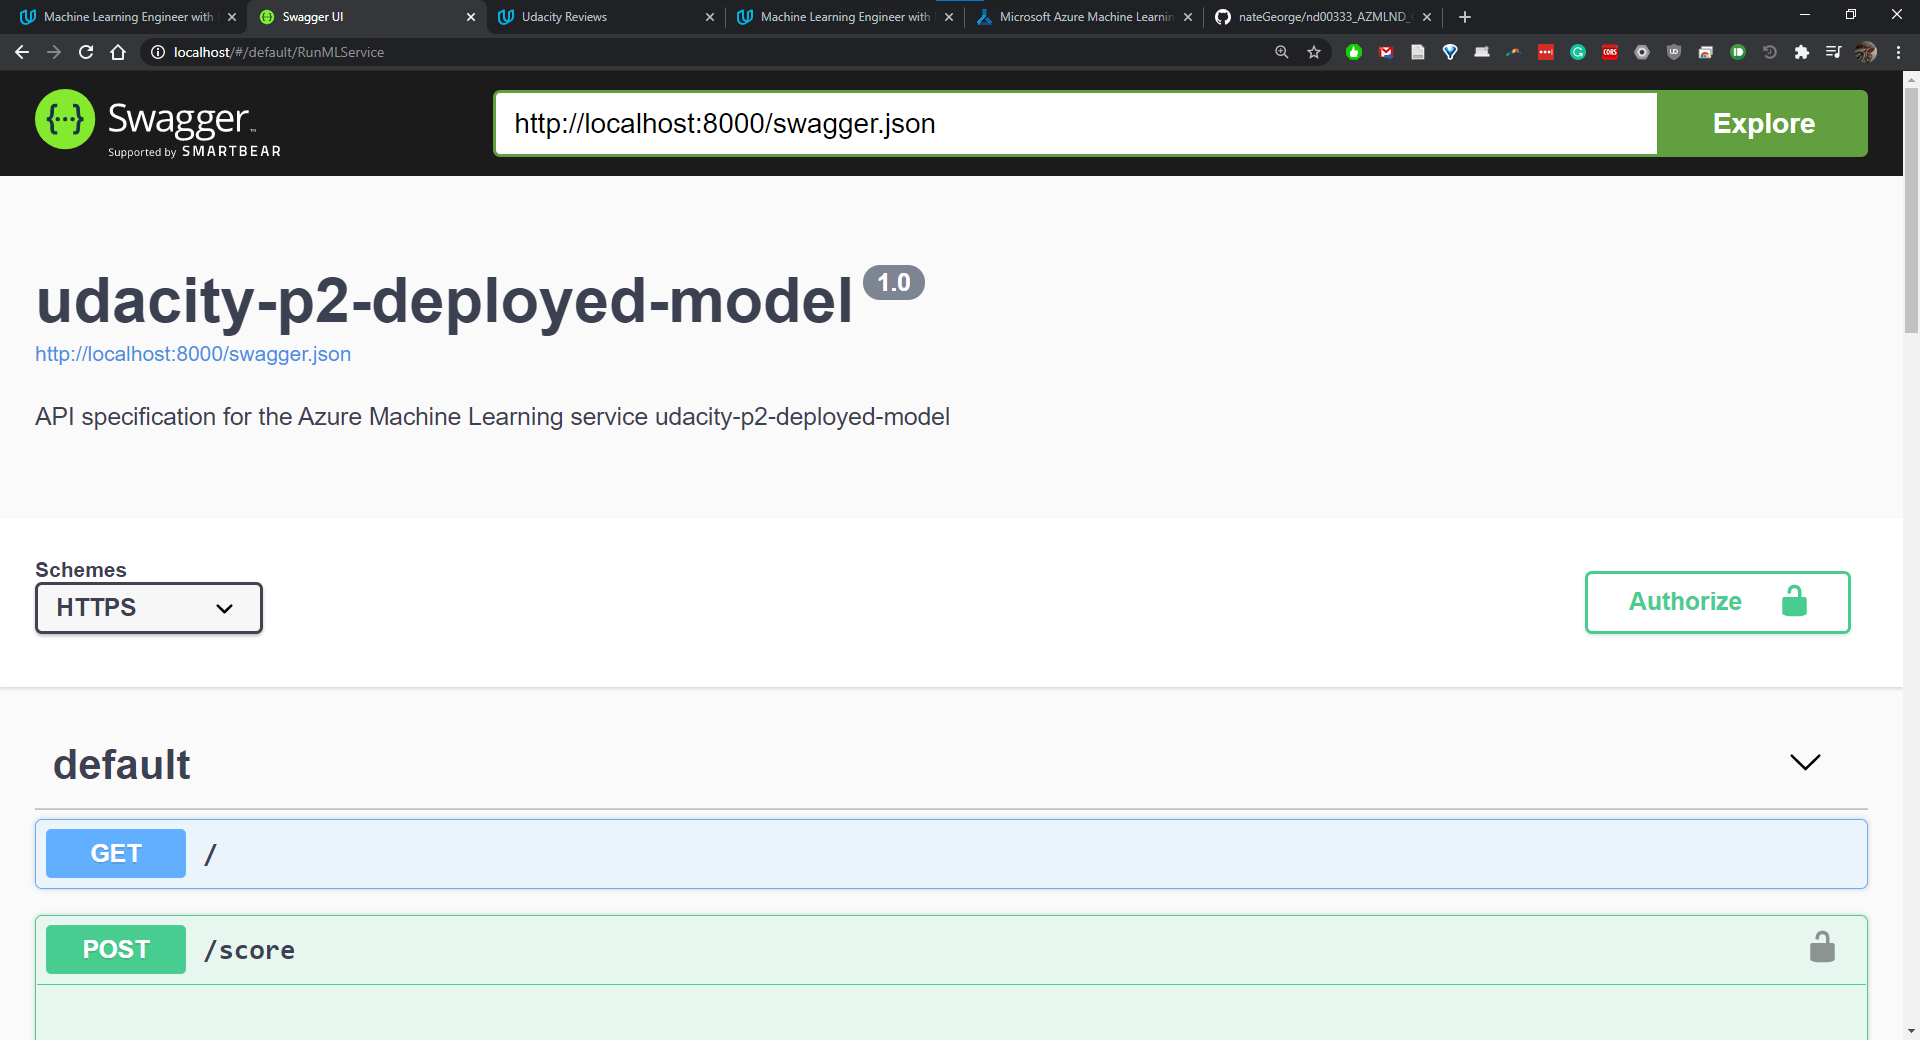 Machine Learning Engineer with
Swagger UI
Udacity Reviews
Machine Learning Engineer with
Microsoft Azure Machine Learnin
nateGeorge/nd00333_AZMLND_
localhost/#/default/RunMLService
CORS
Swagger
Supported by SMARTBEAR
http://localhost:8000/swagger.json
Explore
udacity-p2-deployed-model 1.0
http://localhost:8000/swagger.json
API specification for the Azure Machine Learning service udacity-p2-deployed-model
Schemes
HTTPS
Authorize
default
GET /
POST /score